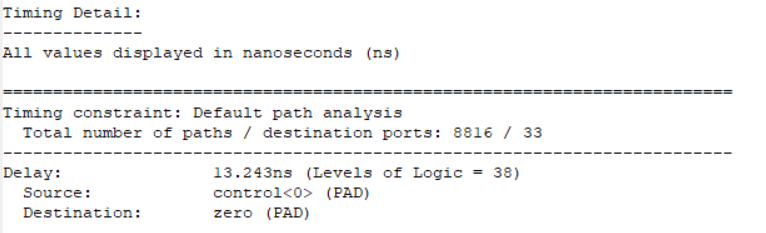 Timing Detail:
--------------
All values displayed in nanoseconds (ns)
=========================================================================
Timing constraint: Default path analysis
  Total number of paths / destination ports: 8816 / 33
-------------------------------------------------------------------------
Delay:                 13.243ns (Levels of Logic = 38)
  Source:              control<0> (PAD)
  Destination:         zero (PAD)